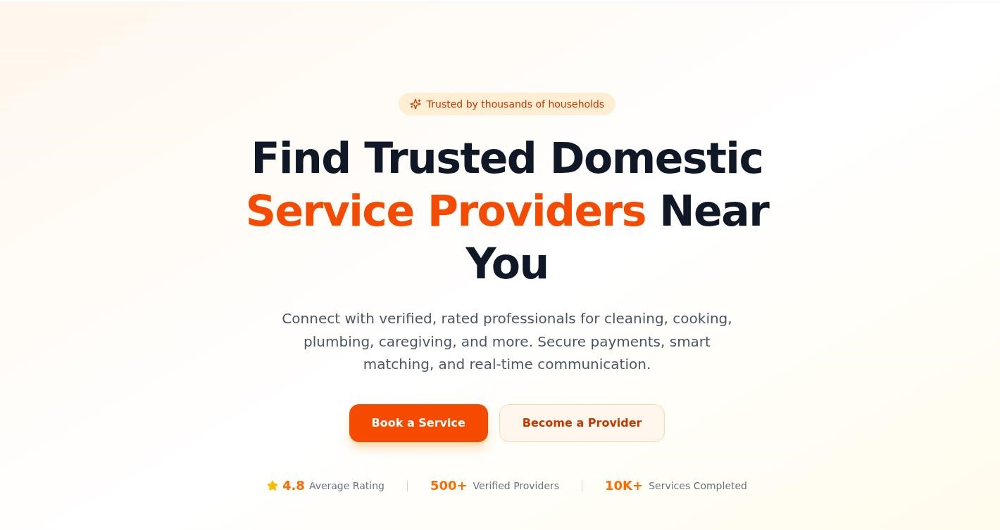 Trusted by thousands of households
Find Trusted Domestic
Service Providers Near
You
Connect with verified, rated professionals for cleaning, cooking,
plumbing, caregiving, and more. Secure payments, smart
matching, and real-time communication.
Book a Service
Become a Provider
4.8 Average Rating
500+ Verified Providers
10K+ Services Completed